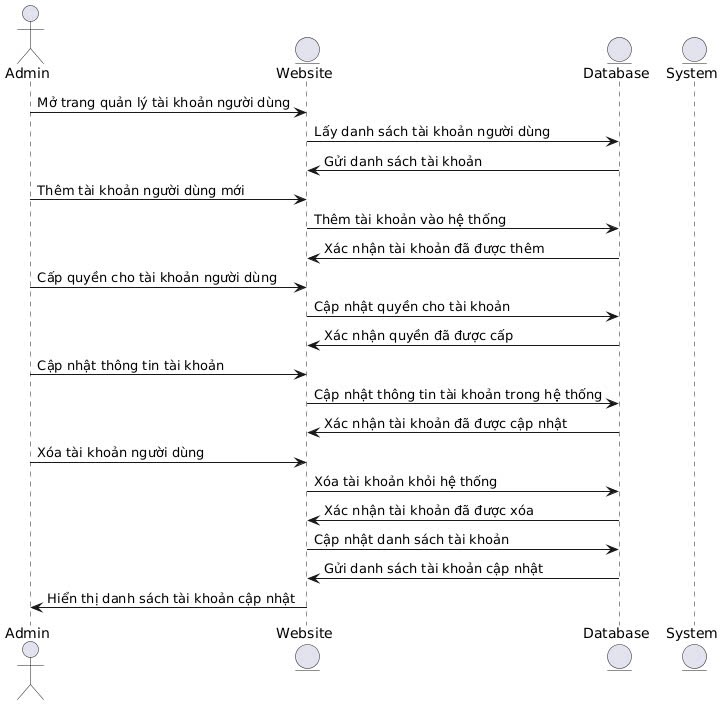 Admin
Website
Database
System
Mở trang quản lý tài khoản người dùng
Lấy danh sách tài khoản người dùng
Gửi danh sách tài khoản
Thêm tài khoản người dùng mới
Thêm tài khoản vào hệ thống
Xác nhận tài khoản đã được thêm
Cấp quyền cho tài khoản người dùng
Cập nhật quyền cho tài khoản
Xác nhận quyền đã được cấp
Cập nhật thông tin tài khoản
Cập nhật thông tin tài khoản trong hệ thống
Xác nhận tài khoản đã được cập nhật
Xóa tài khoản người dùng
Xóa tài khoản khỏi hệ thống
Xác nhận tài khoản đã được xóa
Cập nhật danh sách tài khoản
Gửi danh sách tài khoản cập nhật
Hiển thị danh sách tài khoản cập nhật
Admin
Website
Database
System